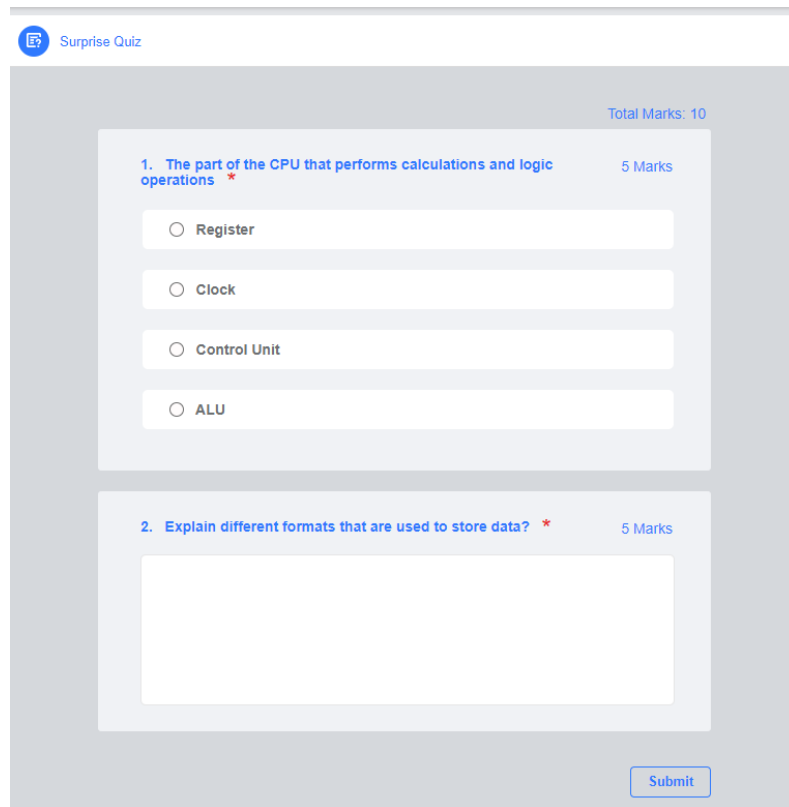 Surprise Quiz
Total Marks: 10
1. The part of the CPU that performs calculations and logic
operations *
5 Marks
Register
Clock
Control Unit
ALU
2. Explain different formats that are used to store data? *
5 Marks
Submit